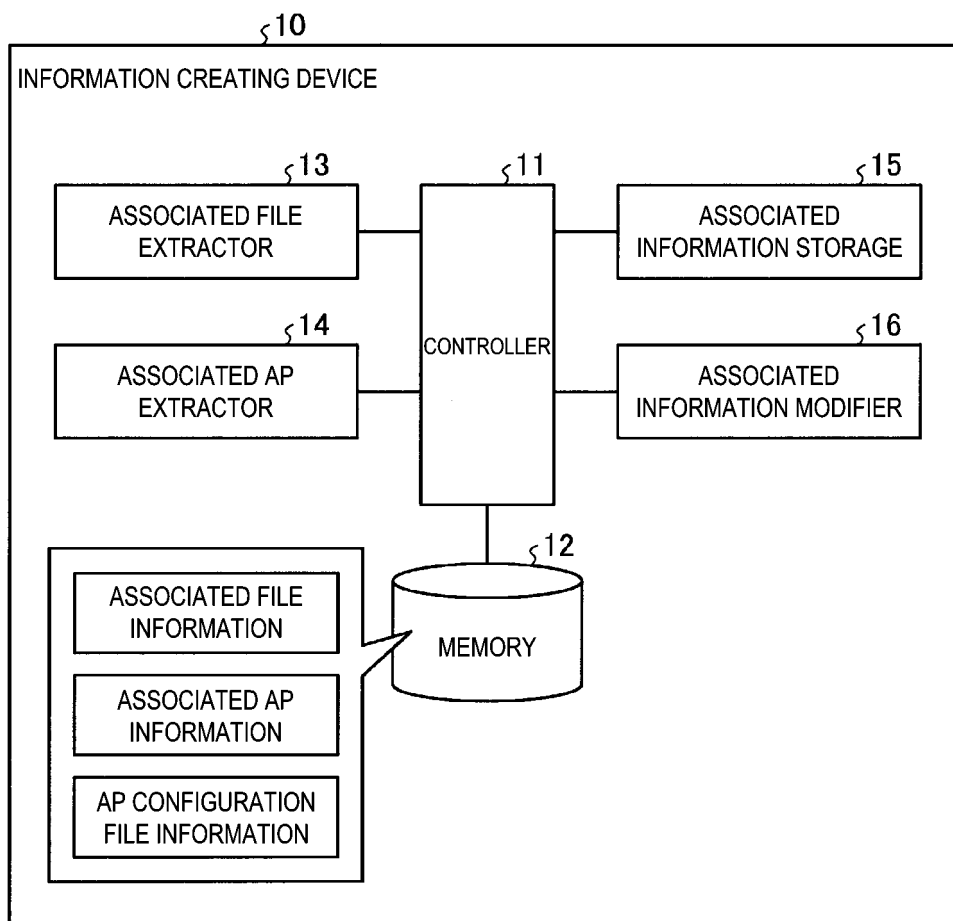 10
INFORMATION CREATING DEVICE
13
ASSOCIATED FILE
EXTRACTOR
11
CONTROLLER
15
ASSOCIATED
INFORMATION STORAGE
14
ASSOCIATED AP
EXTRACTOR
16
ASSOCIATED
INFORMATION MODIFIER
12
MEMORY
ASSOCIATED FILE
INFORMATION
ASSOCIATED AP
INFORMATION
AP CONFIGURATION
FILE INFORMATION